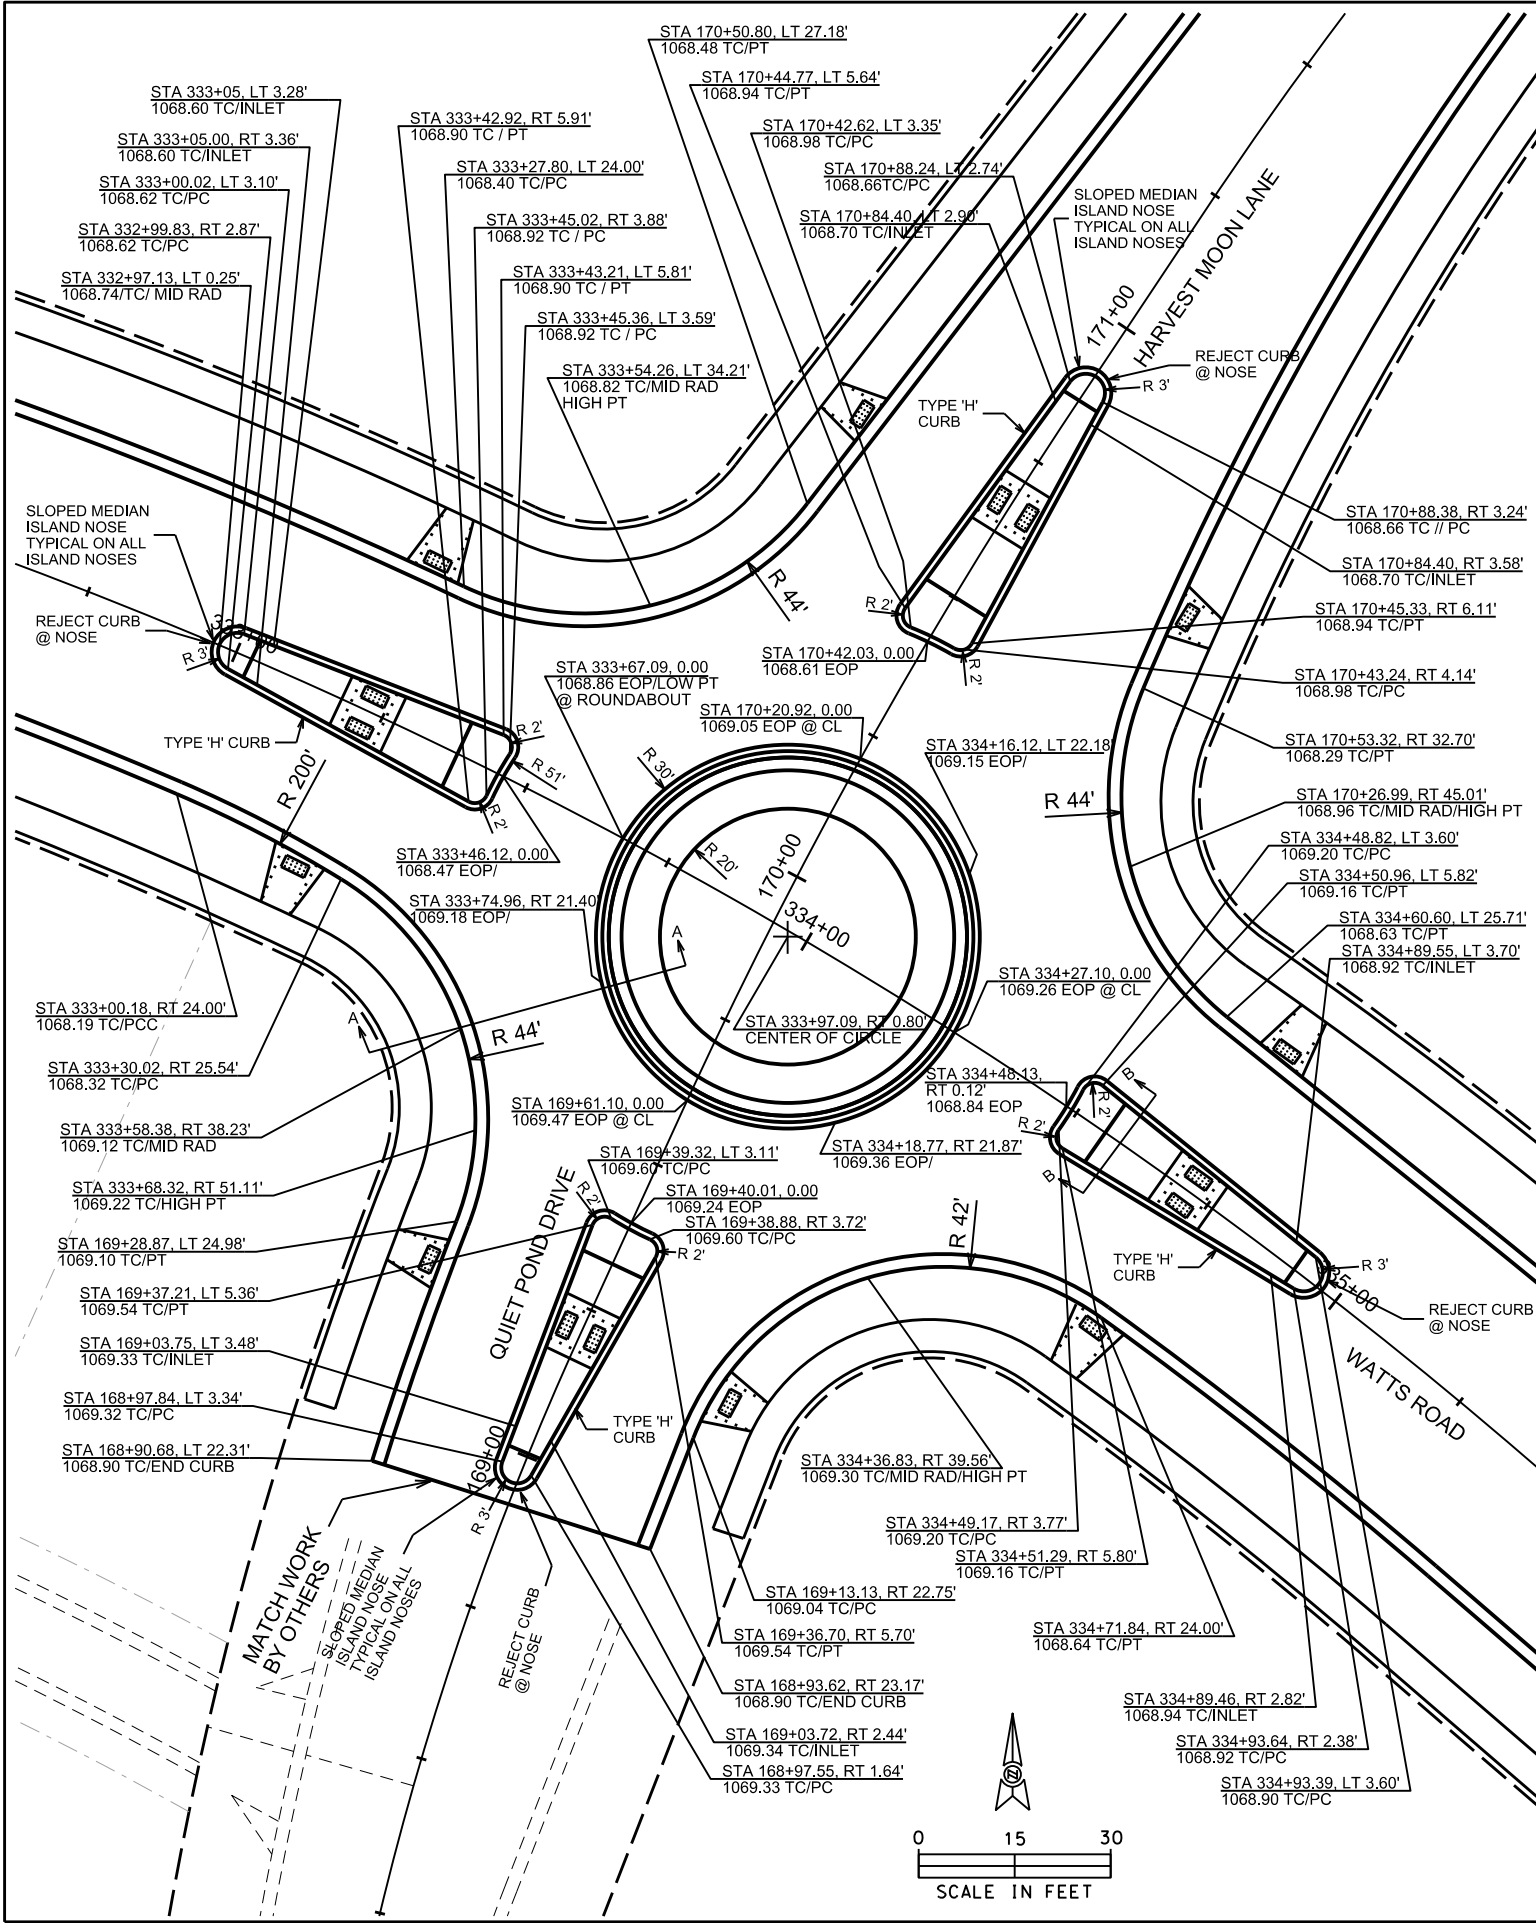 STA 170+50.80, LT 27.18'
1068.48 TC/PT
STA 170+44.77, LT 5.64'
1068.94 TC/PT
STA 333+05, LT 3.28'
1068.60 TC/INLET
STA 333+42.92, RT 5.91'
1068.90 TC / PT
STA 170+42.62, LT 3.35'
1068.98 TC/PC
STA 333+05.00, RT 3.36'
1068.60 TC/INLET
STA 333+27.80, LT 24.00'
1068.40 TC/PC
STA 170+88.24, LT 2.74'
1068.66TC/PC
STA 333+00.02, LT 3.10'
1068.62 TC/PC
SLOPED MEDIAN
ISLAND NOSE
TYPICAL ON ALL
ISLAND NOSES
STA 333+45.02, RT 3.88'
1068.92 TC / PC
STA 170+84.40, LT 2.90'
1068.70 TC/INLET
STA 332+99.83, RT 2.87'
1068.62 TC/PC
STA 333+43.21, LT 5.81'
1068.90 TC / PT
STA 332+97.13, LT 0.25'
1068.74/TC/ MID RAD
STA 333+45.36, LT 3.59'
1068.92 TC / PC
171+00
HARVEST MOON LANE
STA 333+54.26, LT 34.21'
1068.82 TC/MID RAD
HIGH PT
REJECT CURB
@ NOSE
R 3'
TYPE 'H'
CURB
SLOPED MEDIAN
ISLAND NOSE
TYPICAL ON ALL
ISLAND NOSES
STA 170+88.38, RT 3.24'
1068.66 TC // PC
STA 170+84.40, RT 3.58'
1068.70 TC/INLET
R 44'
R 2'
REJECT CURB
@ NOSE
333+00
R 3'
STA 170+45.33, RT 6.11'
1068.94 TC/PT
STA 170+42.03, 0.00
1068.61 EOP
R 2'
STA 333+67.09, 0.00
1068.86 EOP/LOW PT
@ ROUNDABOUT
STA 170+43.24, RT 4.14'
1068.98 TC/PC
STA 170+20.92, 0.00
1069.05 EOP @ CL
R 2'
TYPE 'H' CURB
R 200'
R 51'
R 30'
STA 334+16.12, LT 22.18'
1069.15 EOP/
STA 170+53.32, RT 32.70'
1068.29 TC/PT
R 2'
R 44'
STA 170+26.99, RT 45.01'
1068.96 TC/MID RAD/HIGH PT
STA 334+48.82, LT 3.60'
1069.20 TC/PC
STA 333+46.12, 0.00
1068.47 EOP/
R 20'
170+00
STA 334+50.96, LT 5.82'
1069.16 TC/PT
STA 333+74.96, RT 21.40'
1069.18 EOP/
334+00
A
STA 334+60.60, LT 25.71'
1068.63 TC/PT
STA 334+89.55, LT 3.70'
1068.92 TC/INLET
STA 334+27.10, 0.00
1069.26 EOP @ CL
STA 333+00.18, RT 24.00'
1068.19 TC/PCC
A
R 44'
STA 333+97.09, RT 0.80'
CENTER OF CIRCLE
STA 333+30.02, RT 25.54'
1068.32 TC/PC
STA 334+48.13,
RT 0.12'
1068.84 EOP
B
R 2'
STA 169+61.10, 0.00
1069.47 EOP @ CL
R 2'
STA 333+58.38, RT 38.23'
1069.12 TC/MID RAD
STA 334+18.77, RT 21.87'
1069.36 EOP/
STA 169+39.32, LT 3.11'
1069.60 TC/PC
B
STA 333+68.32, RT 51.11'
1069.22 TC/HIGH PT
QUIET POND DRIVE
R 2'
STA 169+40.01, 0.00
1069.24 EOP
R 42'
STA 169+38.88, RT 3.72'
1069.60 TC/PC
STA 169+28.87, LT 24.98'
1069.10 TC/PT
R 2'
TYPE 'H'
CURB
R 3'
335+00
STA 169+37.21, LT 5.36'
1069.54 TC/PT
REJECT CURB
@ NOSE
STA 169+03.75, LT 3.48'
1069.33 TC/INLET
WATTS ROAD
STA 168+97.84, LT 3.34'
1069.32 TC/PC
TYPE 'H'
CURB
STA 168+90.68, LT 22.31'
1068.90 TC/END CURB
169+00
STA 334+36.83, RT 39.56'
1069.30 TC/MID RAD/HIGH PT
R 3'
STA 334+49.17, RT 3.77'
1069.20 TC/PC
MATCH WORK
BY OTHERS
SLOPED MEDIAN
ISLAND NOSE
TYPICAL ON ALL
ISLAND NOSES
REJECT CURB
@ NOSE
STA 334+51.29, RT 5.80'
1069.16 TC/PT
STA 169+13.13, RT 22.75'
1069.04 TC/PC
STA 334+71.84, RT 24.00'
1068.64 TC/PT
STA 169+36.70, RT 5.70'
1069.54 TC/PT
STA 168+93.62, RT 23.17'
1068.90 TC/END CURB
STA 334+89.46, RT 2.82'
1068.94 TC/INLET
STA 169+03.72, RT 2.44'
1069.34 TC/INLET
STA 334+93.64, RT 2.38'
1068.92 TC/PC
STA 168+97.55, RT 1.64'
1069.33 TC/PC
STA 334+93.39, LT 3.60'
1068.90 TC/PC
N
0 15 30
SCALE IN FEET